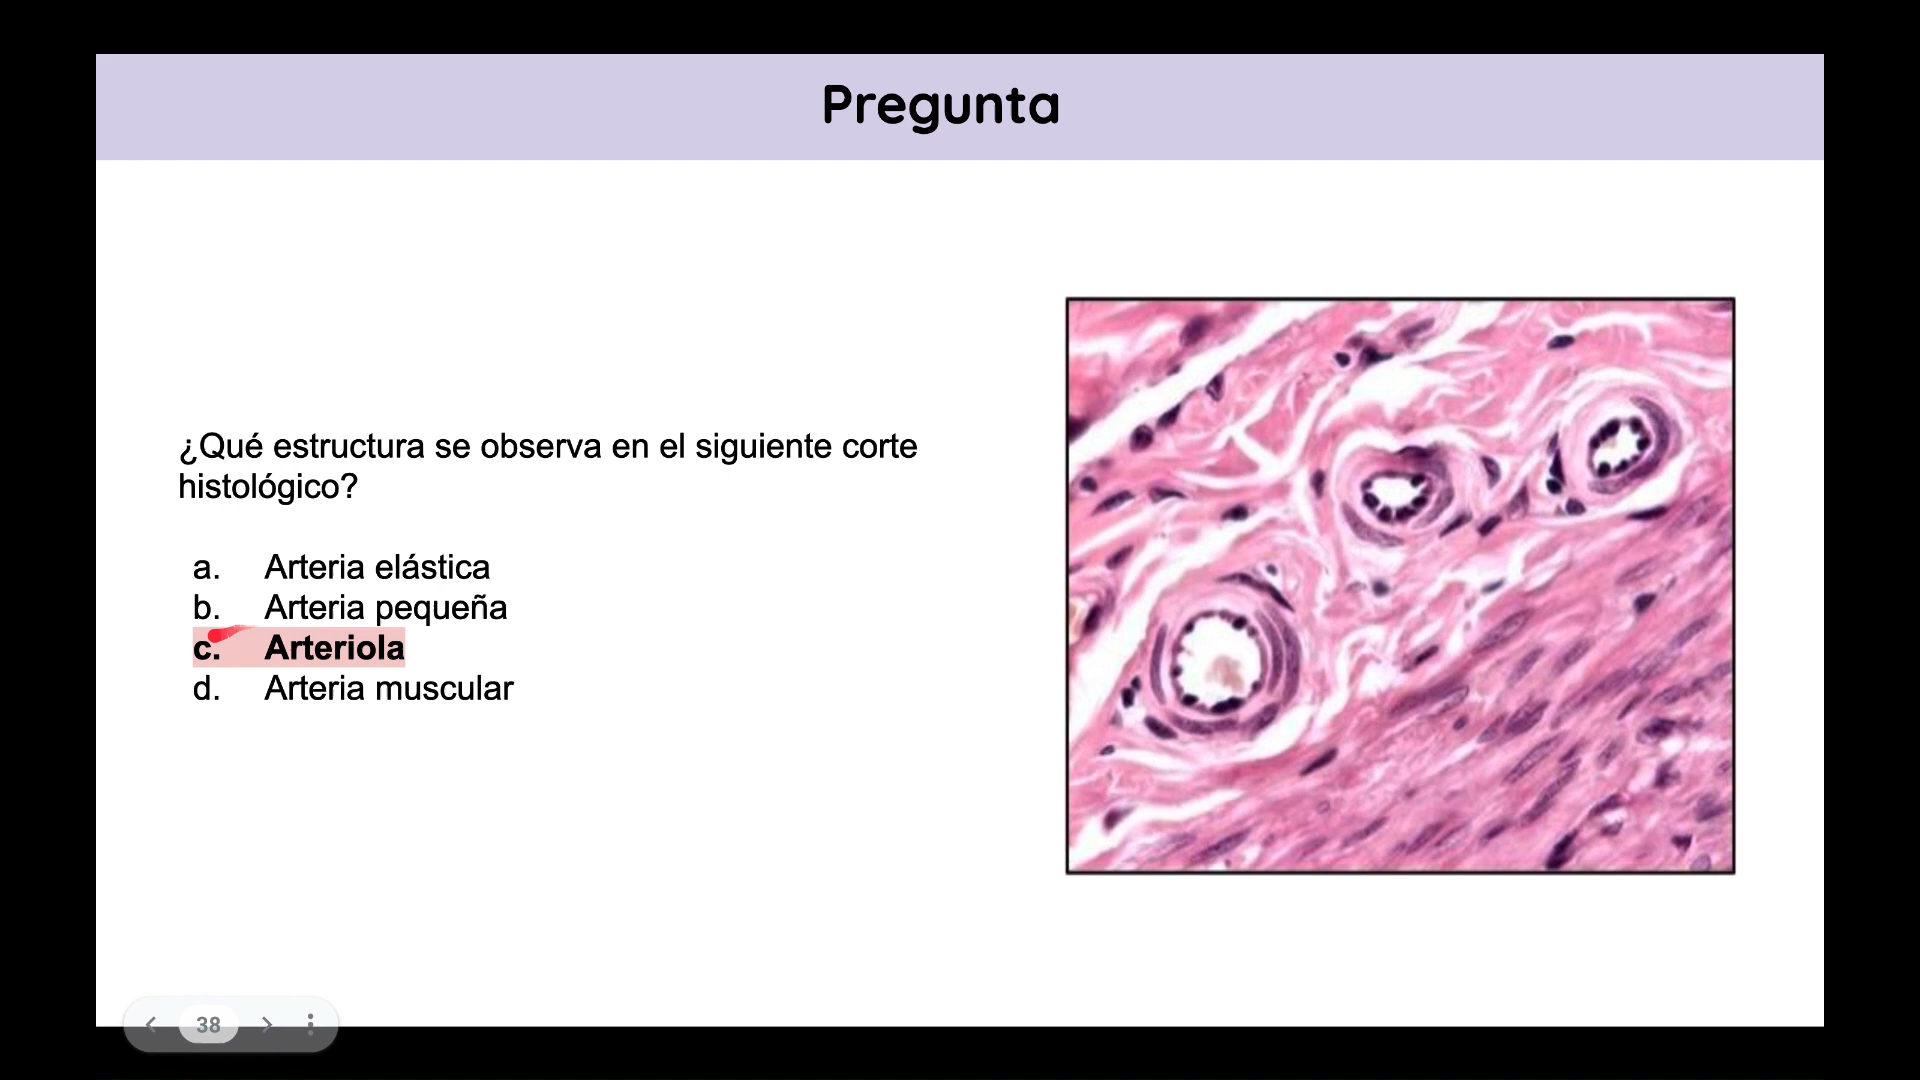 Pregunta
¿Qué estructura se observa en el siguiente corte
histológico?
a. Arteria elástica
b. Arteria pequeña
c. Arteriola
d. Arteria muscular
38